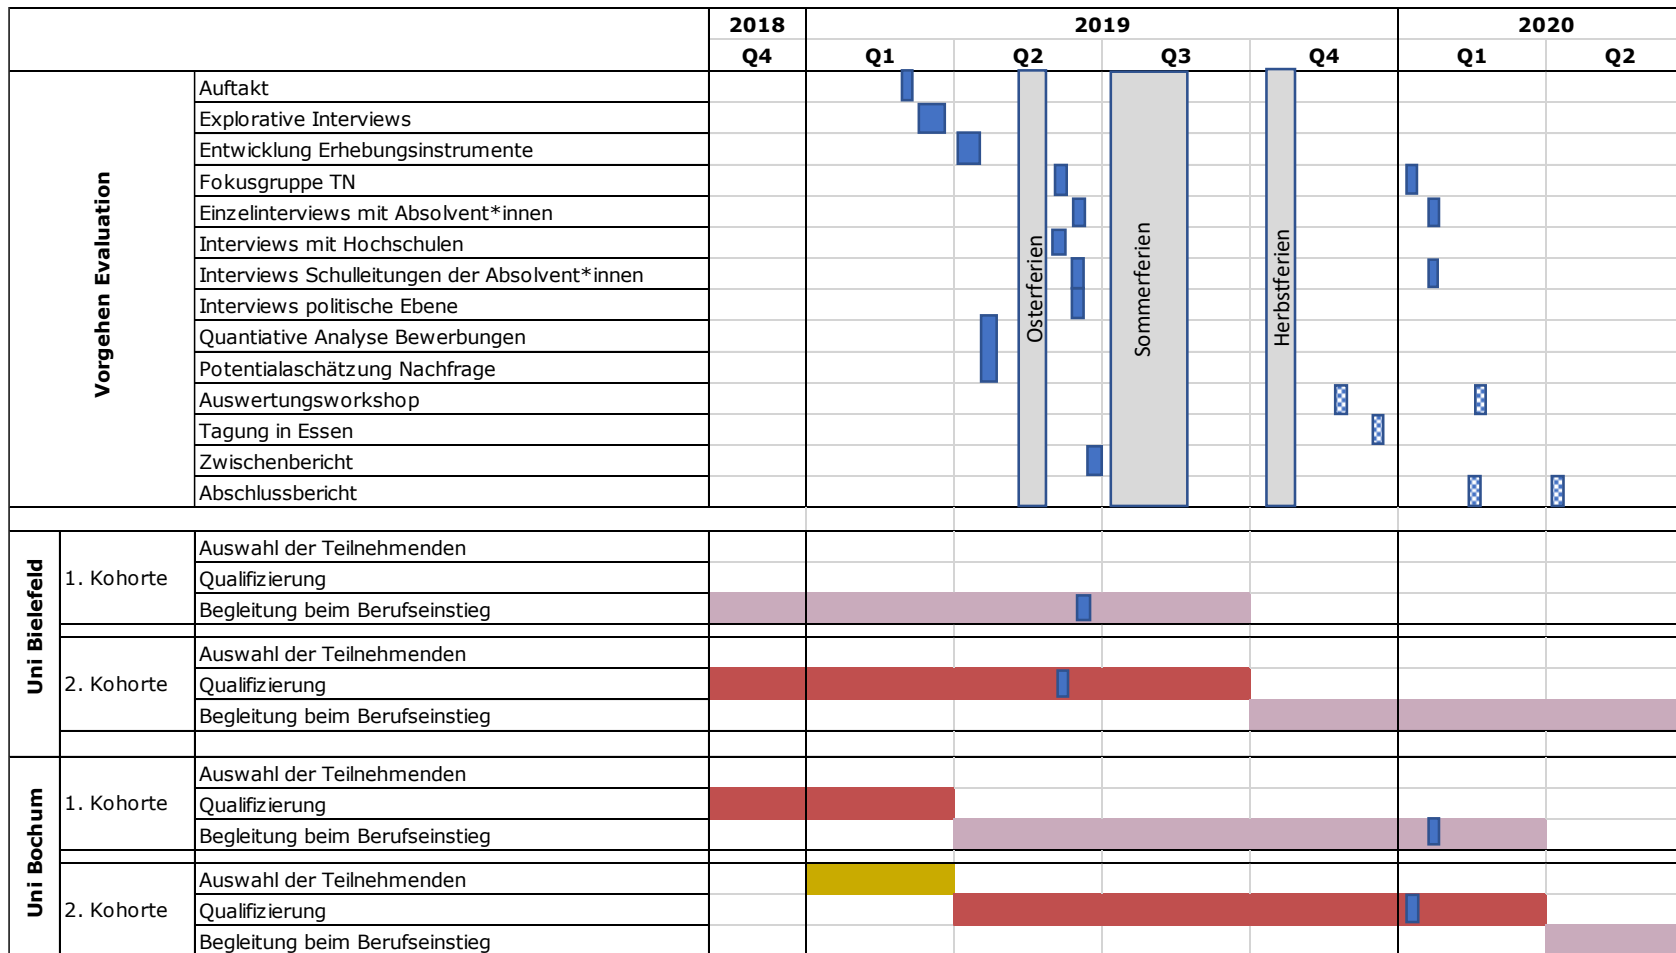 2018 2019 2020
Q4 Q1 Q2 Q3 Q4 Q1 Q2
Vorgehen Evaluation
Auftakt
Explorative Interviews
Entwicklung Erhebungsinstrumente
Fokusgruppe TN
Einzelinterviews mit Absolvent*innen
Interviews mit Hochschulen
Interviews Schulleitungen der Absolvent*innen
Interviews politische Ebene
Quantiative Analyse Bewerbungen
Potentialaschätzung Nachfrage
Auswertungsworkshop
Tagung in Essen
Zwischenbericht
Abschlussbericht
Osterferien
Sommerferien
Herbstferien
Uni Bielefeld
1. Kohorte
Auswahl der Teilnehmenden
Qualifizierung
Begleitung beim Berufseinstieg
2. Kohorte
Auswahl der Teilnehmenden
Qualifizierung
Begleitung beim Berufseinstieg
Uni Bochum
1. Kohorte
Auswahl der Teilnehmenden
Qualifizierung
Begleitung beim Berufseinstieg
2. Kohorte
Auswahl der Teilnehmenden
Qualifizierung
Begleitung beim Berufseinstieg